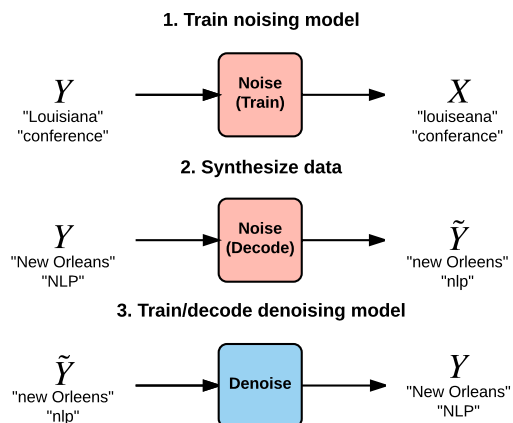 1. Train noising model
Y
"Louisiana"
"conference"
Noise
(Train)
X
"louiseana"
"conferance"
2. Synthesize data
Y
"New Orleans"
"NLP"
Noise
(Decode)
Ỹ
"new Orleens"
"nlp"
3. Train/decode denoising model
Ỹ
"new Orleens"
"nlp"
Denoise
Y
"New Orleans"
"NLP"